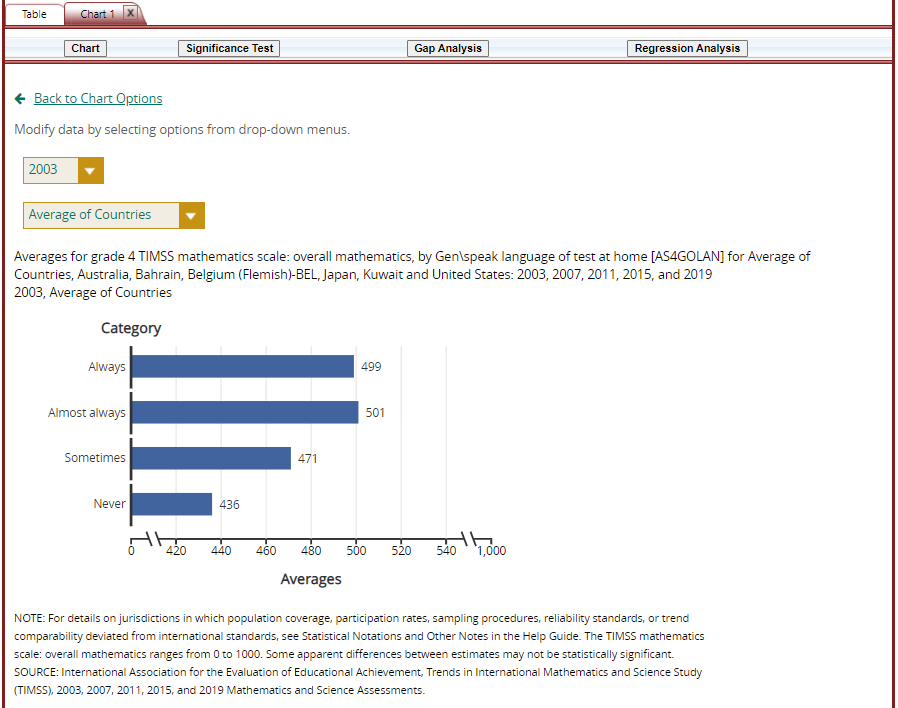 Table
Chart 1 X
Chart
Significance Test
Gap Analysis
Regression Analysis
Back to Chart Options
Modify data by selecting options from drop-down menus.
2003
Average of Countries
Averages for grade 4 TIMSS mathematics scale: overall mathematics, by Gen\speak language of test at home [AS4GOLAN] for Average of
Countries, Australia, Bahrain, Belgium (Flemish)-BEL, Japan, Kuwait and United States: 2003, 2007, 2011, 2015, and 2019
2003, Average of Countries
Category
Always 499
Almost always 501
Sometimes 471
Never 436
0 420 440 460 480 500 520 540 1,000
Averages
NOTE: For details on jurisdictions in which population coverage, participation rates, sampling procedures, reliability standards, or trend
comparability deviated from international standards, see Statistical Notations and Other Notes in the Help Guide. The TIMSS mathematics
scale: overall mathematics ranges from 0 to 1000. Some apparent differences between estimates may not be statistically significant.
SOURCE: International Association for the Evaluation of Educational Achievement, Trends in International Mathematics and Science Study
(TIMSS), 2003, 2007, 2011, 2015, and 2019 Mathematics and Science Assessments.